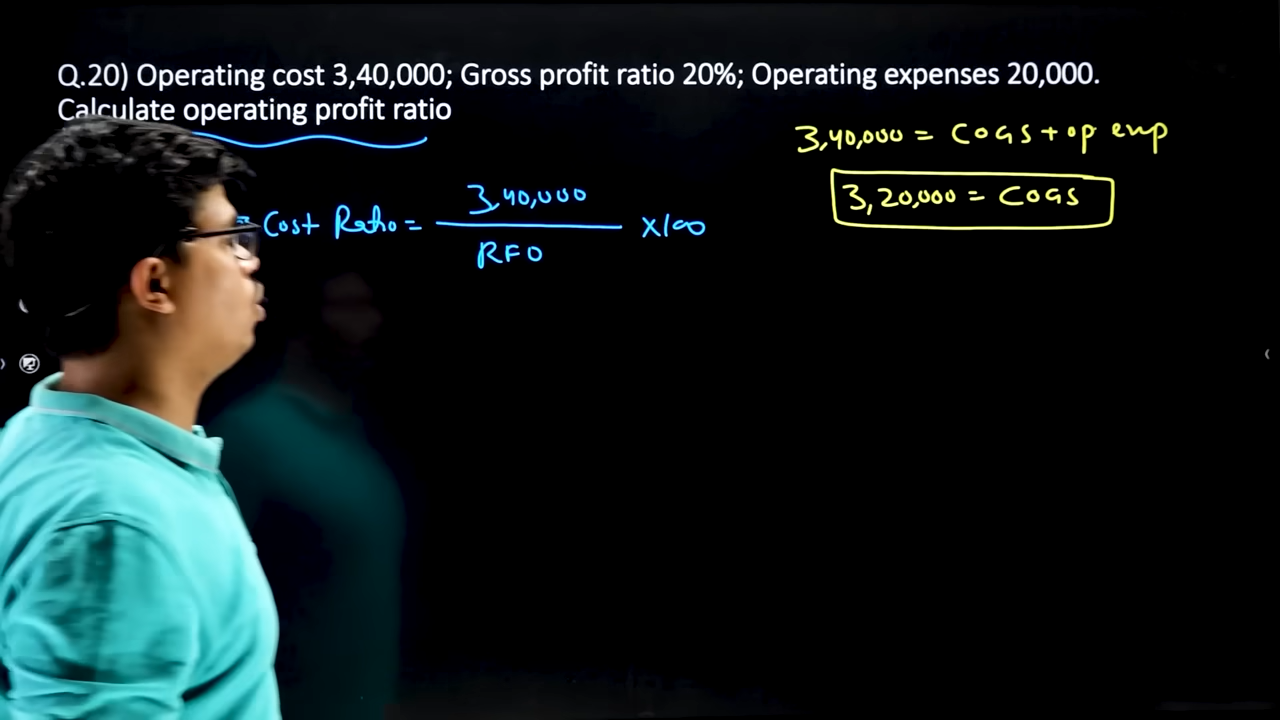 Q.20) Operating cost 3,40,000; Gross profit ratio 20%; Operating expenses 20,000.
Calculate operating profit ratio
3,40,000 = COGS + op exp
3,20,000 = COGS
Cost Ratio = 3,40,000 / RFO × 100